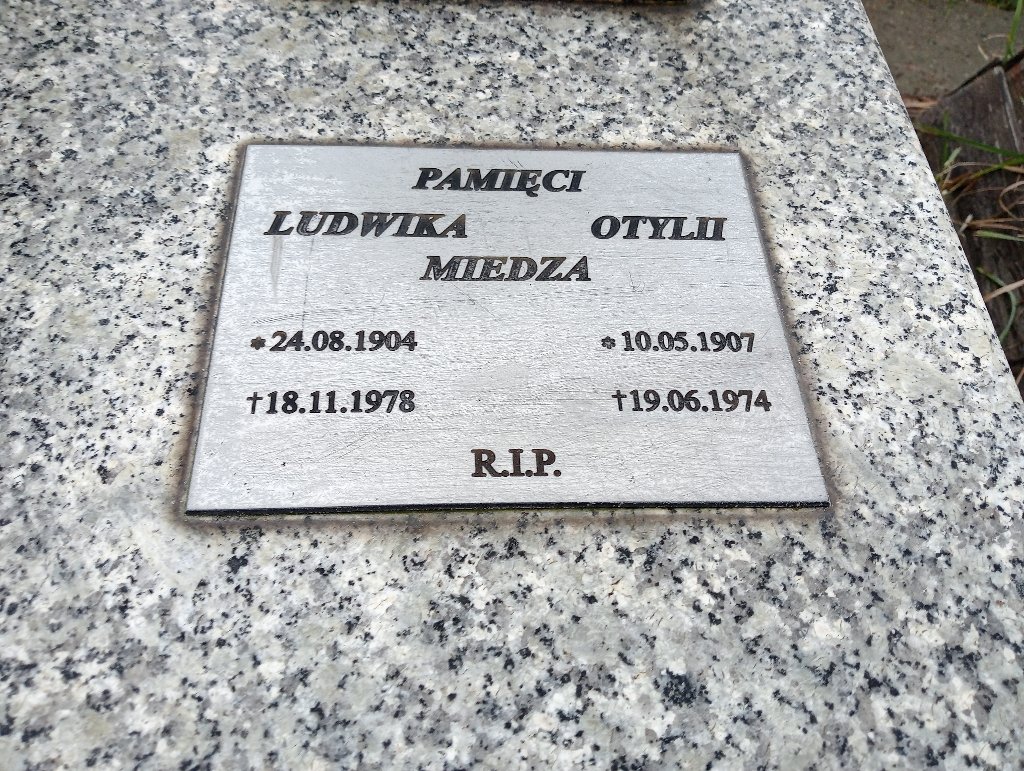 PAMIĘCI
LUDWIKA OTYLII
MIEDZA
* 24.08.1904 * 10.05.1907
†18.11.1978 †19.06.1974
R.I.P.